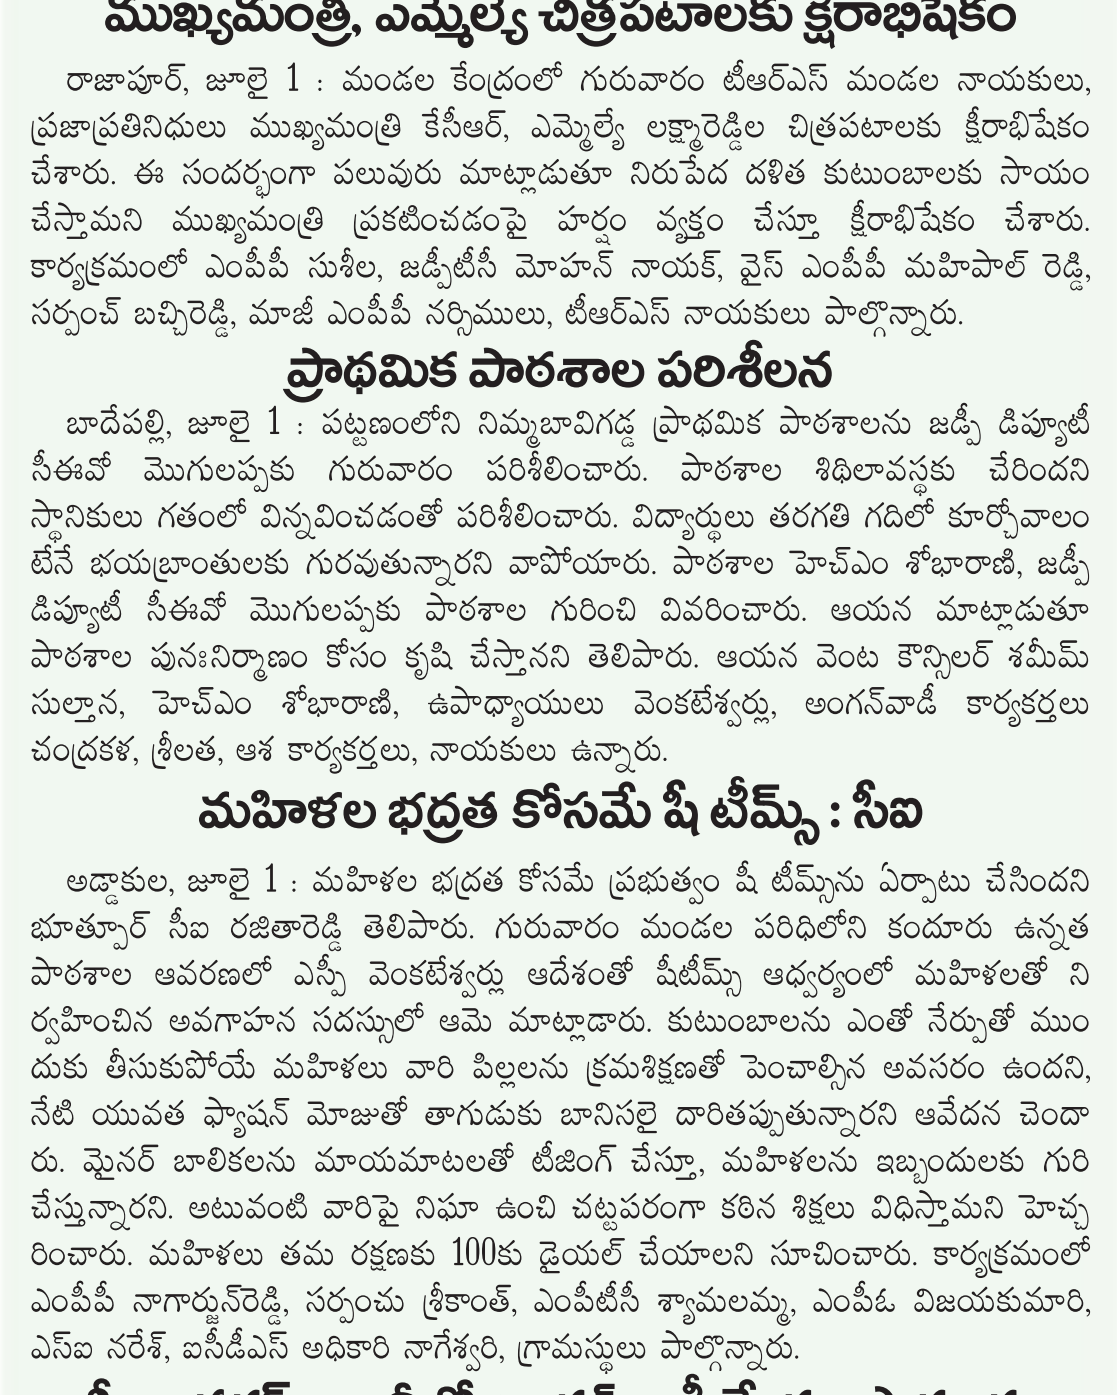 ముఖ్యమంత్రి, ఎమ్మెల్యే చిత్రపటాలకు క్షీరాభిషేకం
రాజాపూర్, జూలై 1 : మండల కేంద్రంలో గురువారం టీఆర్ఎస్ మండల నాయకులు,
ప్రజాప్రతినిధులు ముఖ్యమంత్రి కేసీఆర్, ఎమ్మెల్యే లక్ష్మారెడ్డిల చిత్రపటాలకు క్షీరాభిషేకం
చేశారు. ఈ సందర్భంగా పలువురు మాట్లాడుతూ నిరుపేద దళిత కుటుంబాలకు సాయం
చేస్తామని ముఖ్యమంత్రి ప్రకటించడంపై హర్షం వ్యక్తం చేస్తూ క్షీరాభిషేకం చేశారు.
కార్యక్రమంలో ఎంపీపీ సుశీల, జడ్పీటీసీ మోహన్ నాయక్, వైస్ ఎంపీపీ మహిపాల్ రెడ్డి,
సర్పంచ్ బచ్చిరెడ్డి, మాజీ ఎంపీపీ నర్సిములు, టీఆర్ఎస్ నాయకులు పాల్గొన్నారు.
ప్రాథమిక పాఠశాల పరిశీలన
బాదేపల్లి, జూలై 1 : పట్టణంలోని నిమ్మబావిగడ్డ ప్రాథమిక పాఠశాలను జడ్పీ డిప్యూటీ
సీఈవో మొగులప్పకు గురువారం పరిశీలించారు. పాఠశాల శిథిలావస్థకు చేరిందని
స్థానికులు గతంలో విన్నవించడంతో పరిశీలించారు. విద్యార్థులు తరగతి గదిలో కూర్చోవాలం
టేనే భయబ్రాంతులకు గురవుతున్నారని వాపోయారు. పాఠశాల హెచ్ఎం శోభారాణి, జడ్పీ
డిప్యూటీ సీఈవో మొగులప్పకు పాఠశాల గురించి వివరించారు. ఆయన మాట్లాడుతూ
పాఠశాల పునఃనిర్మాణం కోసం కృషి చేస్తానని తెలిపారు. ఆయన వెంట కౌన్సిలర్ శమీమ్
సుల్తాన, హెచ్ఎం శోభారాణి, ఉపాధ్యాయులు వెంకటేశ్వర్లు, అంగన్‌వాడీ కార్యకర్తలు
చంద్రకళ, శ్రీలత, ఆశ కార్యకర్తలు, నాయకులు ఉన్నారు.
మహిళల భద్రత కోసమే షీ టీమ్స్ : సీఐ
అడ్డాకుల, జూలై 1 : మహిళల భద్రత కోసమే ప్రభుత్వం షీ టీమ్స్‌ను ఏర్పాటు చేసిందని
భూత్పూర్ సీఐ రజితారెడ్డి తెలిపారు. గురువారం మండల పరిధిలోని కందూరు ఉన్నత
పాఠశాల ఆవరణలో ఎస్పీ వెంకటేశ్వర్లు ఆదేశంతో షీటీమ్స్ ఆధ్వర్యంలో మహిళలతో ని
ర్వహించిన అవగాహన సదస్సులో ఆమె మాట్లాడారు. కుటుంబాలను ఎంతో నేర్పుతో ముం
దుకు తీసుకుపోయే మహిళలు వారి పిల్లలను క్రమశిక్షణతో పెంచాల్సిన అవసరం ఉందని,
నేటి యువత ఫ్యాషన్ మోజుతో తాగుడుకు బానిసలై దారితప్పుతున్నారని ఆవేదన చెందా
రు. మైనర్ బాలికలను మాయమాటలతో టీజింగ్ చేస్తూ, మహిళలను ఇబ్బందులకు గురి
చేస్తున్నారని. అటువంటి వారిపై నిఘా ఉంచి చట్టపరంగా కఠిన శిక్షలు విధిస్తామని హెచ్చ
రించారు. మహిళలు తమ రక్షణకు 100కు డైయల్ చేయాలని సూచించారు. కార్యక్రమంలో
ఎంపీపీ నాగార్జున్‌రెడ్డి, సర్పంచు శ్రీకాంత్, ఎంపీటీసీ శ్యామలమ్మ, ఎంపీఓ విజయకుమారి,
ఎస్ఐ నరేశ్, ఐసీడీఎస్ అధికారి నాగేశ్వరి, గ్రామస్థులు పాల్గొన్నారు.